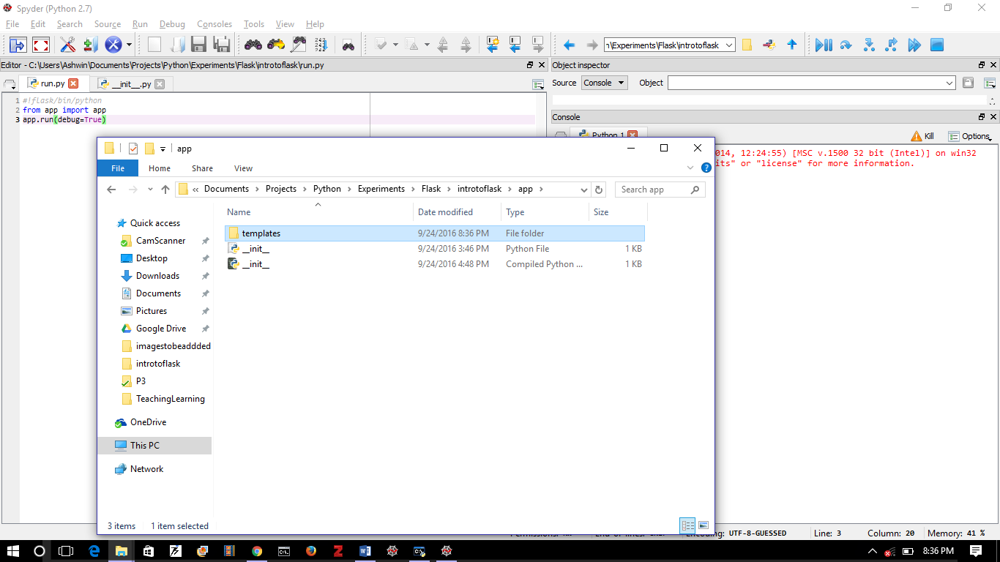 Spyder (Python 2.7)
File Edit Search Source Run Debug Consoles Tools View Help
n\Experiments\Flask\introtoflask
Editor - C:\Users\Ashwin\Documents\Projects\Python\Experiments\Flask\introtoflask\run.py
Object inspector
run.py __init__.py
Source Console Object
1 #!flask/bin/python
2 from app import app
3 app.run(debug=True)
Console
Python 1
Kill Options
014, 12:24:55) [MSC v.1500 32 bit (Intel)] on win32
its" or "license" for more information.
app
File Home Share View
« Documents > Projects > Python > Experiments > Flask > introtoflask > app >
Search app
Name Date modified Type Size
templates 9/24/2016 8:36 PM File folder
__init__ 9/24/2016 3:46 PM Python File 1 KB
__init__ 9/24/2016 4:48 PM Compiled Python ... 1 KB
Quick access
CamScanner
Desktop
Downloads
Documents
Pictures
Google Drive
imagestobeaddded
introtoflask
P3
TeachingLearning
OneDrive
This PC
Network
3 items 1 item selected
UTF-8-GUESSED Line: 3 Column: 20 Memory: 41 %
8:36 PM